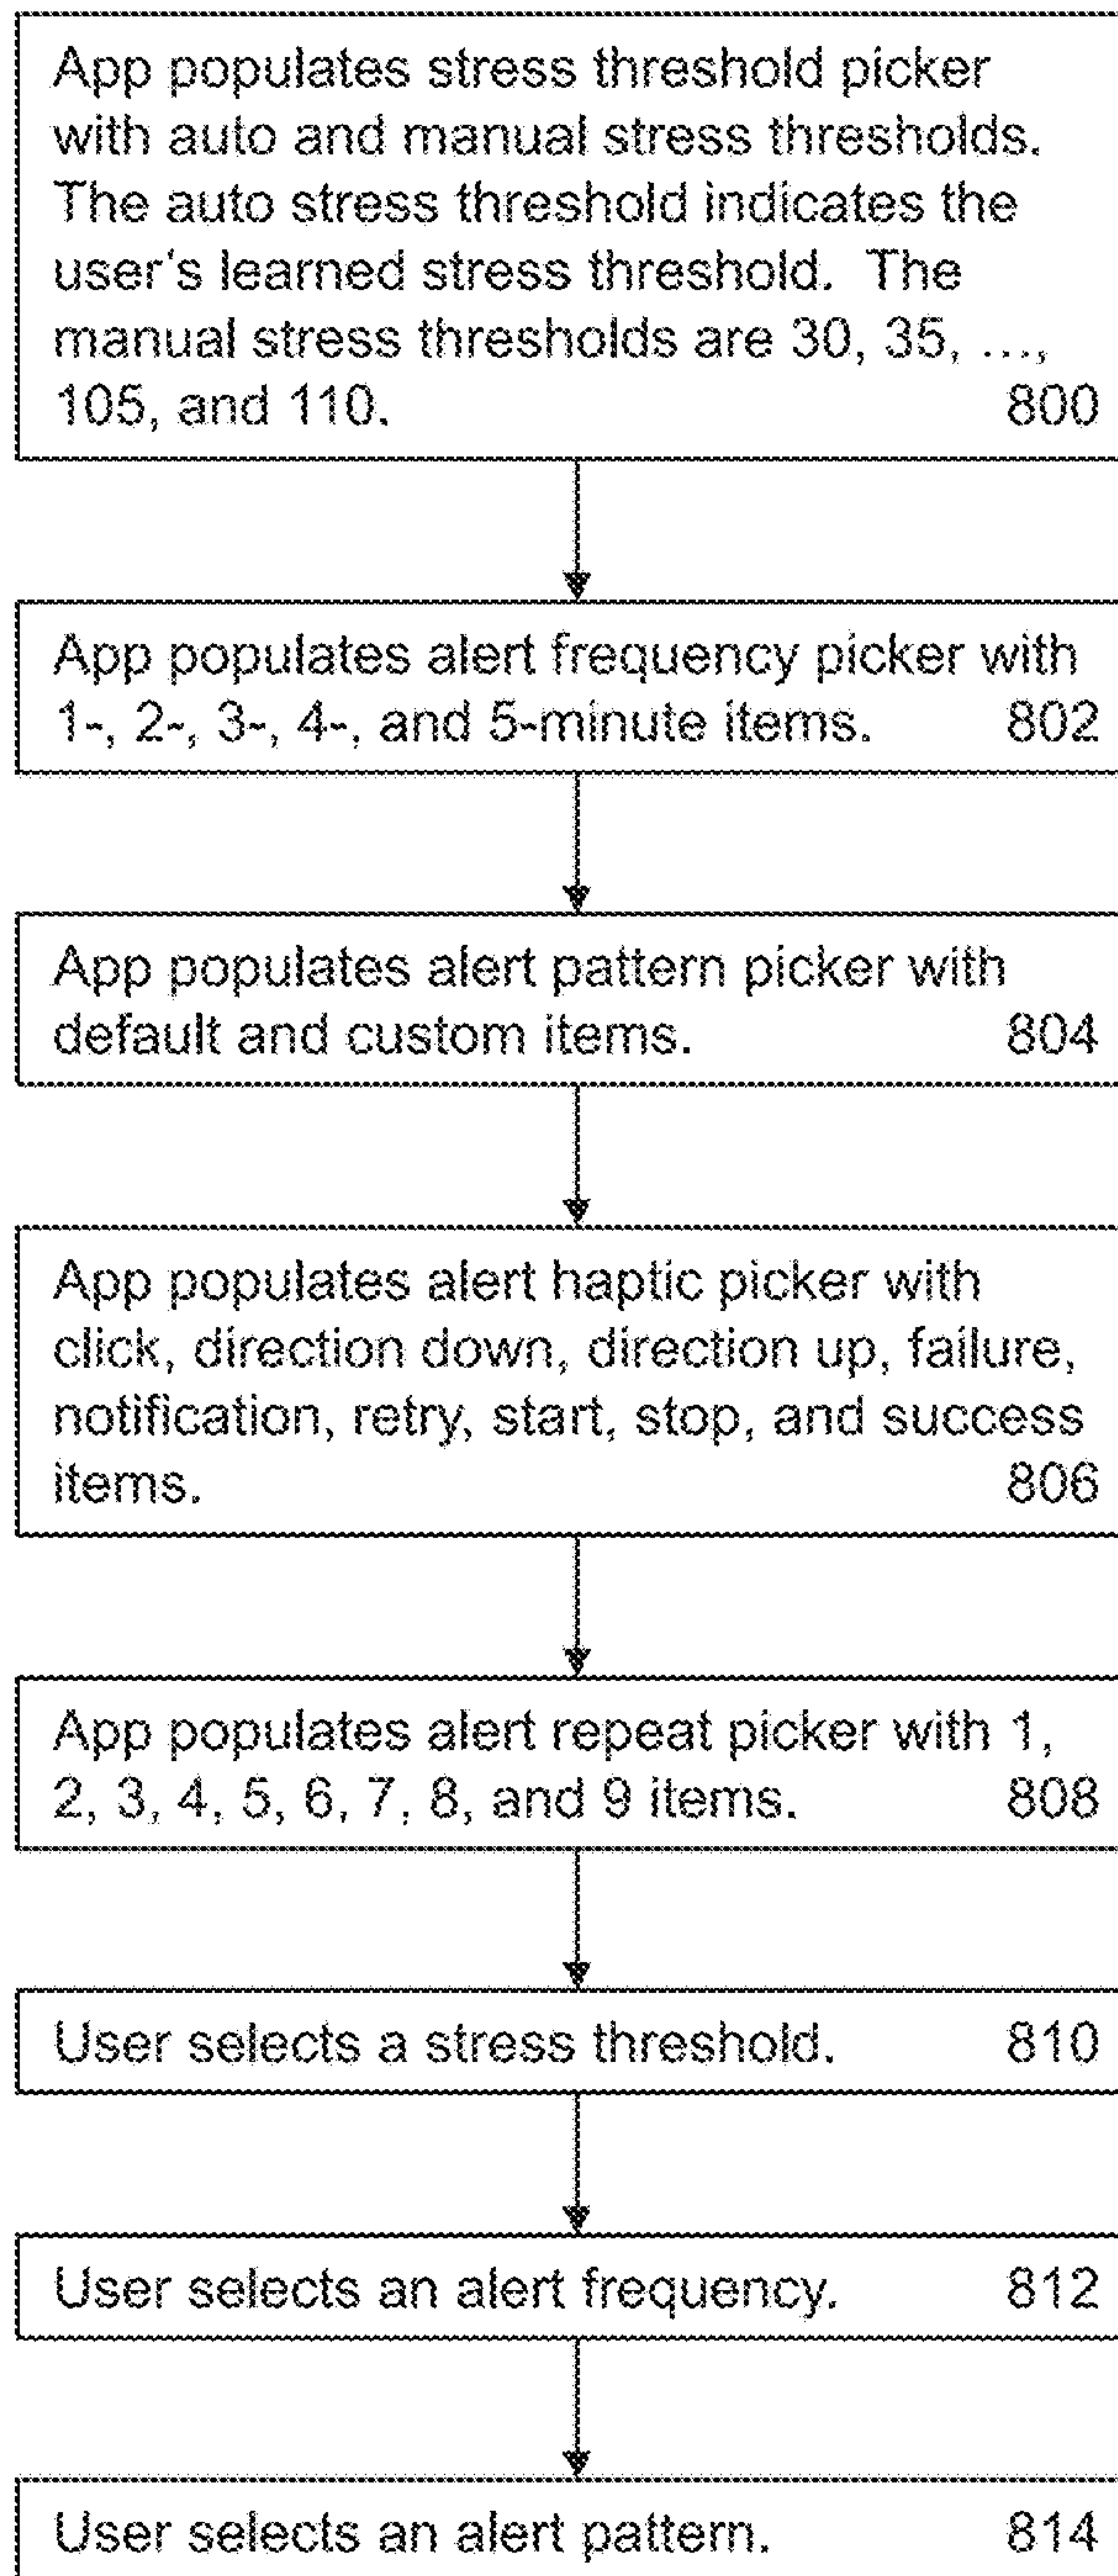 App populates stress threshold picker
with auto and manual stress thresholds.
The auto stress threshold indicates the
user's learned stress threshold.  The
manual stress thresholds are 30, 35, ...,
105, and 110. 800
App populates alert frequency picker with
1-, 2-, 3-, 4-, and 5-minute items. 802
App populates alert pattern picker with
default and custom items. 804
App populates alert haptic picker with
click, direction down, direction up, failure,
notification, retry, start, stop, and success
items. 806
App populates alert repeat picker with 1,
2, 3, 4, 5, 6, 7, 8, and 9 items. 808
User selects a stress threshold. 810
User selects an alert frequency. 812
User selects an alert pattern. 814